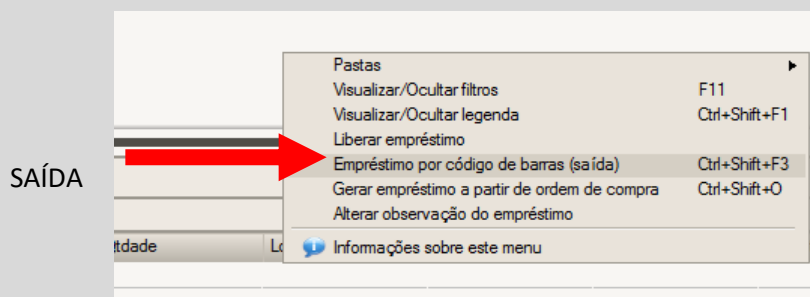 Pastas
Visualizar/Ocultar filtros F11
Visualizar/Ocultar legenda Ctrl+Shift+F1
Liberar empréstimo
Empréstimo por código de barras (saída) Ctrl+Shift+F3
SAÍDA
Gerar empréstimo a partir de ordem de compra Ctrl+Shift+O
Alterar observação do empréstimo
Informações sobre este menu